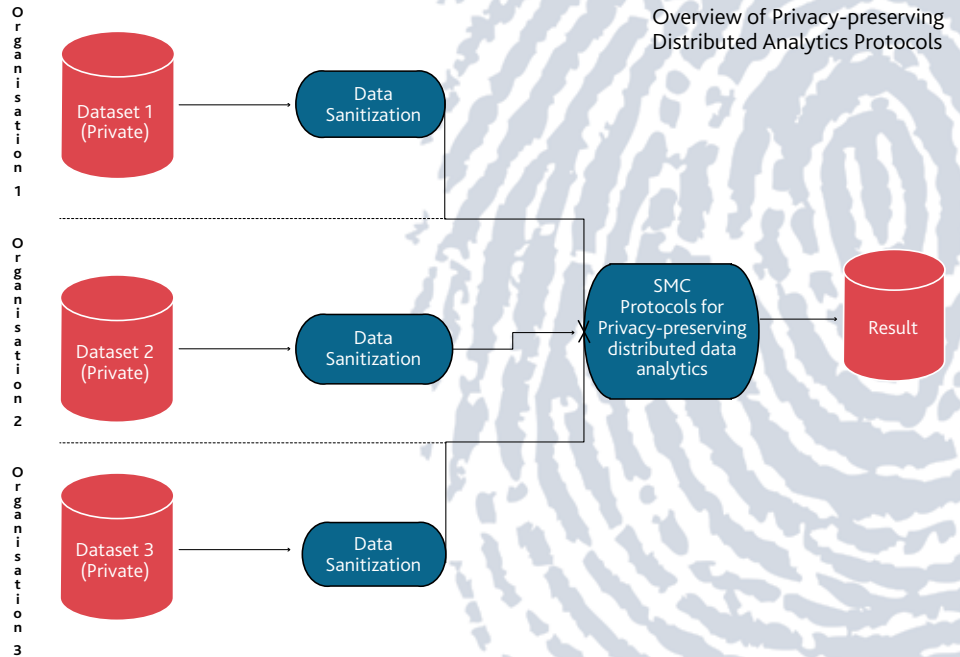 Overview of Privacy-preserving
Distributed Analytics Protocols
Organisation 1
Dataset 1
(Private)
Data
Sanitization
Organisation 2
Dataset 2
(Private)
Data
Sanitization
SMC
Protocols for
Privacy-preserving
distributed data
analytics
Result
Organisation 3
Dataset 3
(Private)
Data
Sanitization